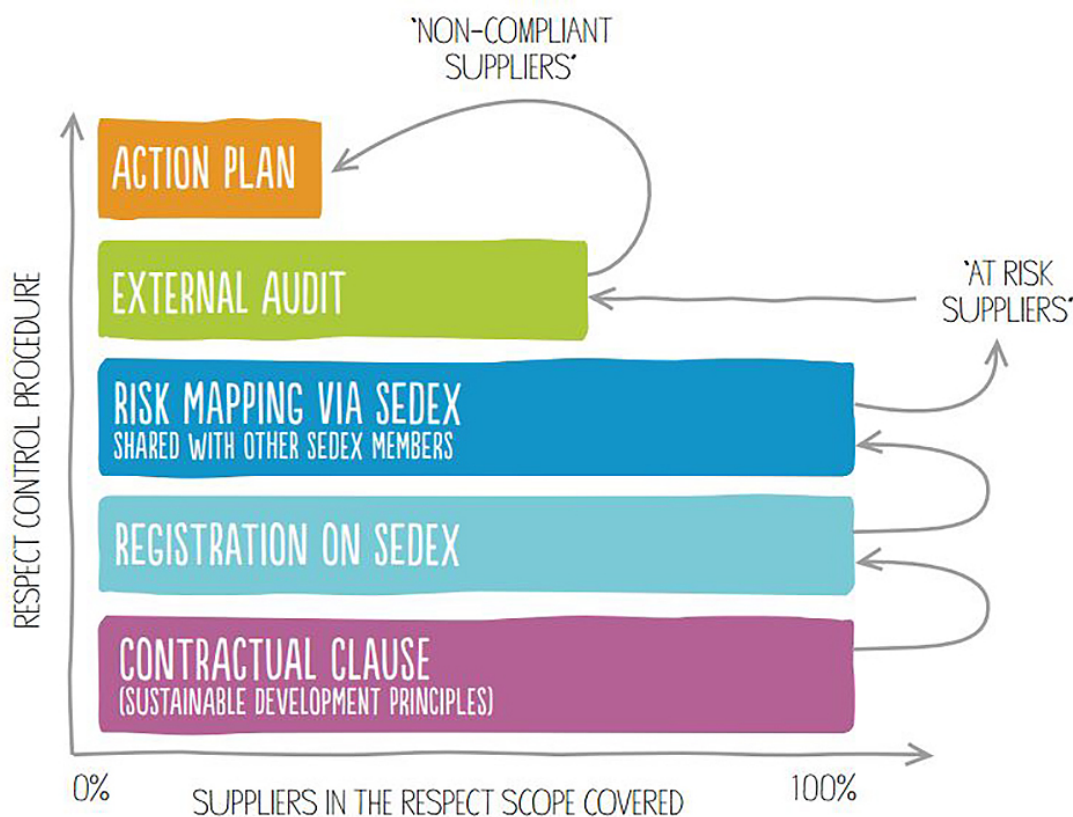 'NON-COMPLIANT
SUPPLIERS'
ACTION PLAN
EXTERNAL AUDIT
'AT RISK
SUPPLIERS'
RISK MAPPING VIA SEDEX
SHARED WITH OTHER SEDEX MEMBERS
REGISTRATION ON SEDEX
CONTRACTUAL CLAUSE
(SUSTAINABLE DEVELOPMENT PRINCIPLES)
RESPECT CONTROL PROCEDURE
0%
100%
SUPPLIERS IN THE RESPECT SCOPE COVERED